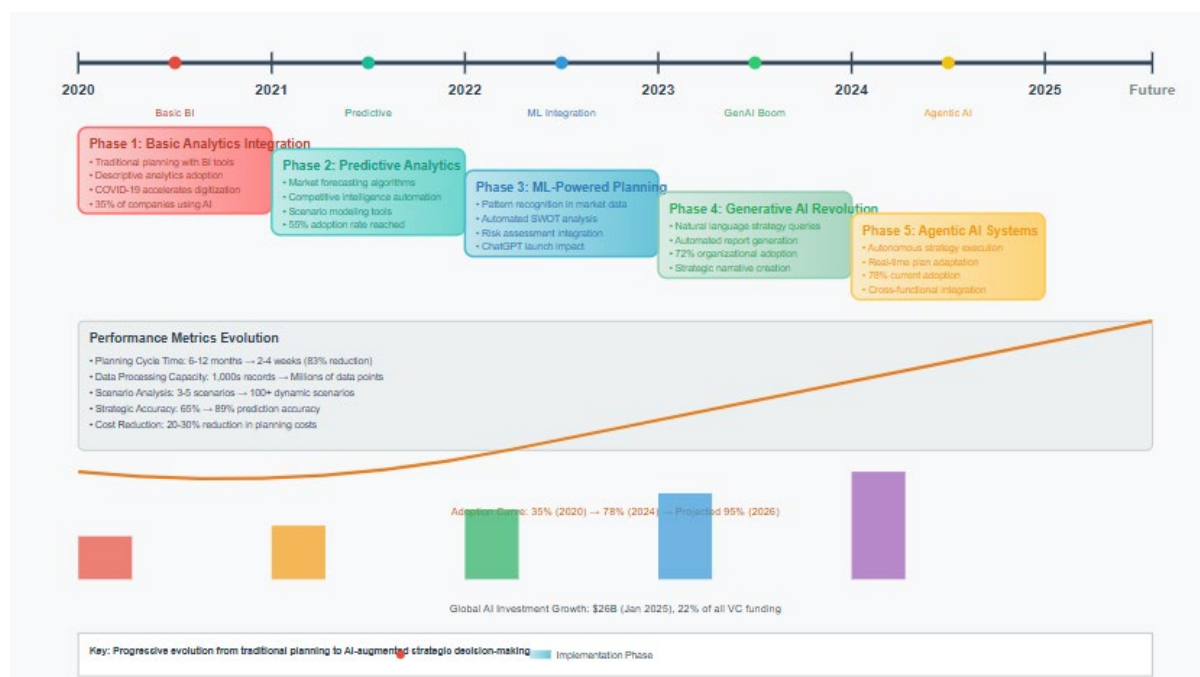 2020
2021
2022
2023
2024
2025
Future
Basic BI
Predictive
ML Integration
GenAI Boom
Agentic AI
Phase 1: Basic Analytics Integration
• Traditional planning with BI tools
• Descriptive analytics adoption
• COVID-19 accelerates digitization
• 35% of companies using AI
Phase 2: Predictive Analytics
• Market forecasting algorithms
• Competitive intelligence automation
• Scenario modeling tools
• 55% adoption rate reached
Phase 3: ML-Powered Planning
• Pattern recognition in market data
• Automated SWOT analysis
• Risk assessment integration
• ChatGPT launch impact
Phase 4: Generative AI Revolution
• Natural language strategy queries
• Automated report generation
• 72% organizational adoption
• Strategic narrative creation
Phase 5: Agentic AI Systems
• Autonomous strategy execution
• Real-time plan adaptation
• 78% current adoption
• Cross-functional integration
Performance Metrics Evolution
• Planning Cycle Time: 6-12 months → 2-4 weeks (83% reduction)
• Data Processing Capacity: 1,000s records → Millions of data points
• Scenario Analysis: 3-5 scenarios → 100+ dynamic scenarios
• Strategic Accuracy: 65% → 89% prediction accuracy
• Cost Reduction: 20-30% reduction in planning costs
Adoption Curve: 35% (2020) → 78% (2024) → Projected 95% (2026)
Global AI Investment Growth: $26B (Jan 2025), 22% of all VC funding
Key: Progressive evolution from traditional planning to AI-augmented strategic decision-making
Implementation Phase